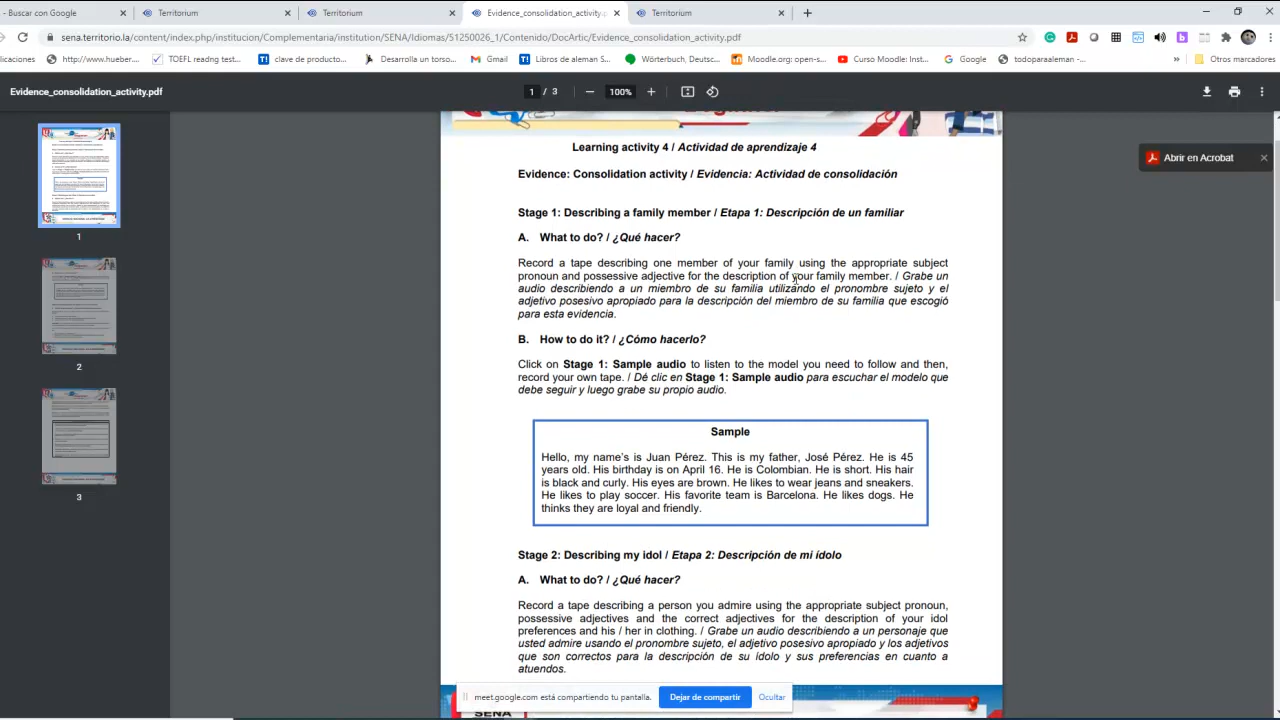 - Buscar con Google
Territorium
Territorium
Evidence_consolidation_activity.p
Territorium
sena.territorio.la/content/index.php/institucion/Complementaria/institution/SENA/Idiomas/51250026_1/Contenido/DocArtic/Evidence_consolidation_activity.pdf
licaciones
http://www.hueber...
TOEFL readng test...
clave de producto...
Desarrolla un torso...
Gmail
Libros de aleman S...
Wörterbuch, Deutsc...
Moodle.org: open-s...
Curso Moodle: Inst...
Google
todoparaaleman-...
Otros marcadores
Evidence_consolidation_activity.pdf
1 / 3
100%
Abrir en Acrobat
1
2
3
Learning activity 4 / Actividad de aprendizaje 4
Evidence: Consolidation activity / Evidencia: Actividad de consolidación
Stage 1: Describing a family member / Etapa 1: Descripción de un familiar
A. What to do? / ¿Qué hacer?
Record a tape describing one member of your family using the appropriate subject
pronoun and possessive adjective for the description of your family member. / Grabe un
audio describiendo a un miembro de su familia utilizando el pronombre sujeto y el
adjetivo posesivo apropiado para la descripción del miembro de su familia que escogió
para esta evidencia.
B. How to do it? / ¿Cómo hacerlo?
Click on Stage 1: Sample audio to listen to the model you need to follow and then,
record your own tape. / Dé clic en Stage 1: Sample audio para escuchar el modelo que
debe seguir y luego grabe su propio audio.
Sample
Hello, my name's is Juan Pérez. This is my father, José Pérez. He is 45
years old. His birthday is on April 16. He is Colombian. He is short. His hair
is black and curly. His eyes are brown. He likes to wear jeans and sneakers.
He likes to play soccer. His favorite team is Barcelona. He likes dogs. He
thinks they are loyal and friendly.
Stage 2: Describing my idol / Etapa 2: Descripción de mi ídolo
A. What to do? / ¿Qué hacer?
Record a tape describing a person you admire using the appropriate subject pronoun,
possessive adjectives and the correct adjectives for the description of your idol
preferences and his / her in clothing. / Grabe un audio describiendo a un personaje que
usted admire usando el pronombre sujeto, el adjetivo posesivo apropiado y los adjetivos
que son correctos para la descripción de su ídolo y sus preferencias en cuanto a
atuendos.
meet.google.com está compartiendo tu pantalla.
Dejar de compartir
Ocultar
SENA